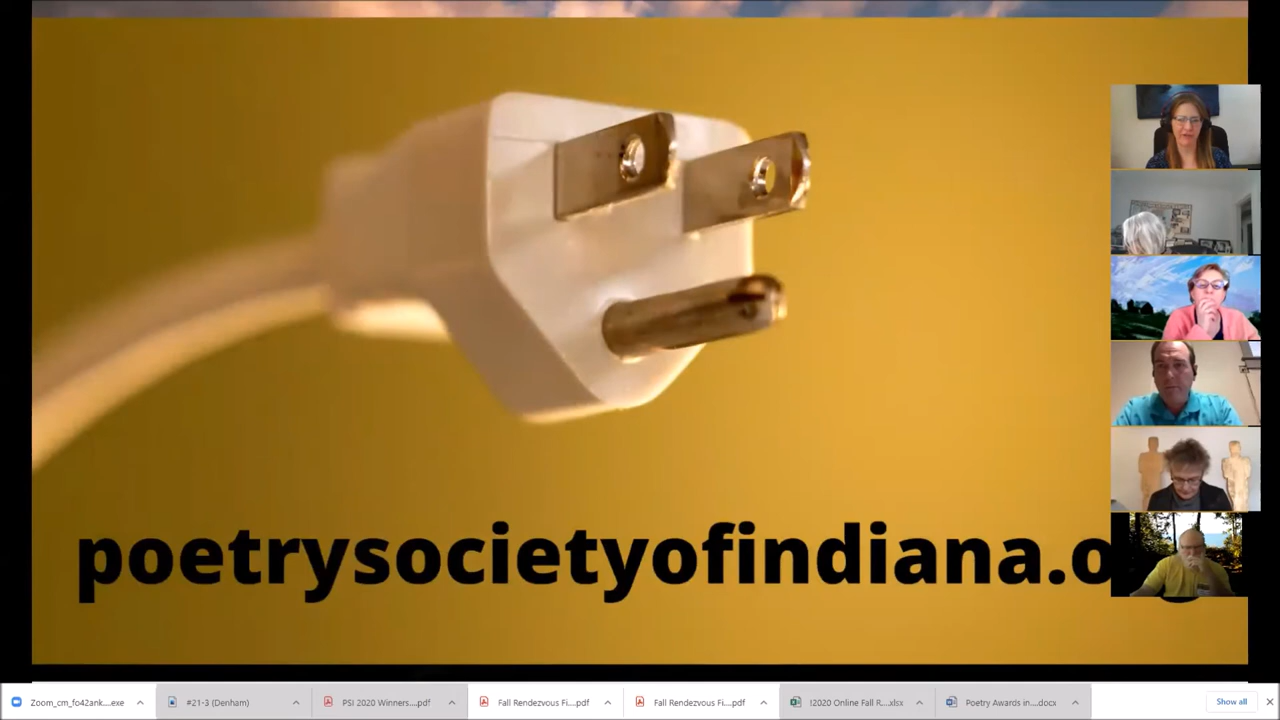 poetrysocietyofindiana.o
Zoom_cm_fo42ank....exe
#21-3 (Denham)
PSI 2020 Winners....pdf
Fall Rendezvous Fi....pdf
Fall Rendezvous Fi....pdf
!2020 Online Fall R....xlsx
Poetry Awards in....docx
Show all